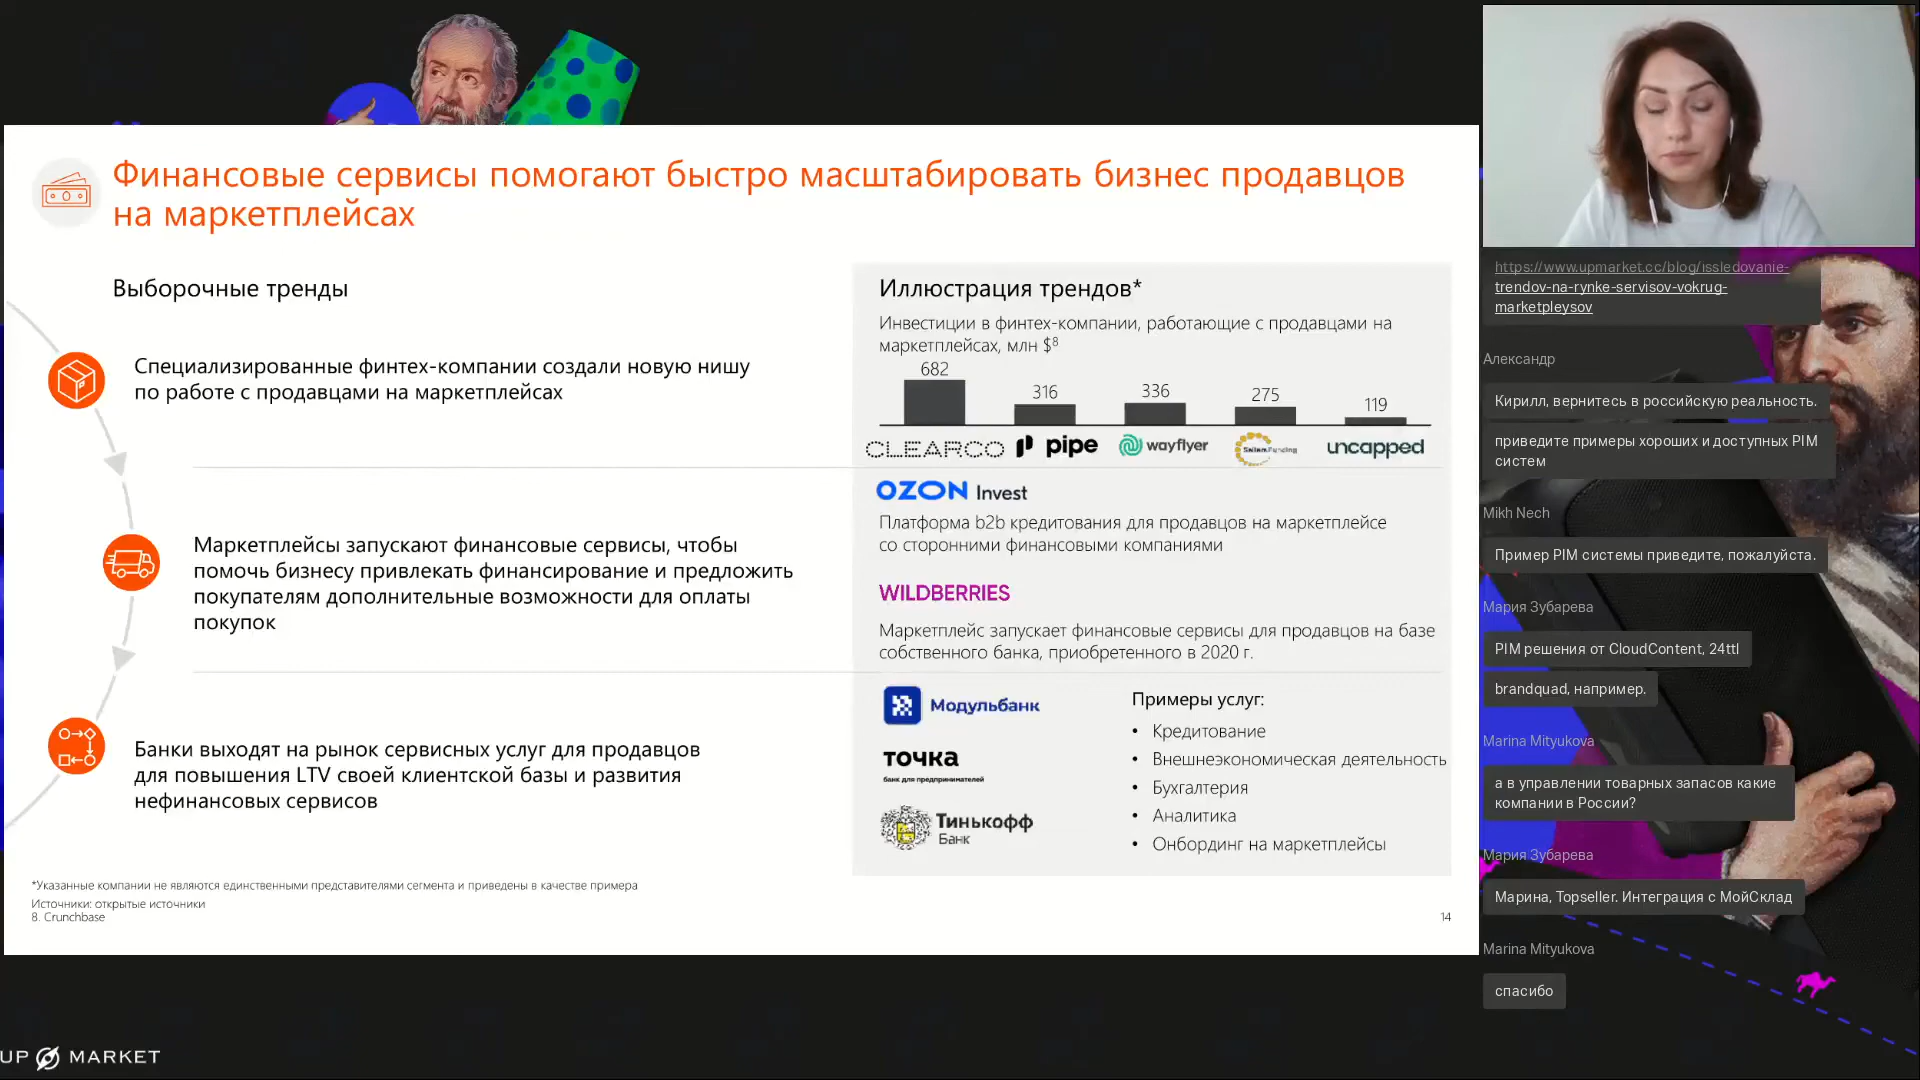 Финансовые сервисы помогают быстро масштабировать бизнес продавцов
на маркетплейсах
Выборочные тренды
Специализированные финтех-компании создали новую нишу
по работе с продавцами на маркетплейсах
Маркетплейсы запускают финансовые сервисы, чтобы
помочь бизнесу привлекать финансирование и предложить
покупателям дополнительные возможности для оплаты
покупок
Банки выходят на рынок сервисных услуг для продавцов
для повышения LTV своей клиентской базы и развития
нефинансовых сервисов
Иллюстрация трендов*
Инвестиции в финтех-компании, работающие с продавцами на
маркетплейсах, млн $⁸
682
316
336
275
119
CLEARCO
pipe
wayflyer
SellersFunding
uncapped
OZON Invest
Платформа b2b кредитования для продавцов на маркетплейсе
со сторонними финансовыми компаниями
WILDBERRIES
Маркетплейс запускает финансовые сервисы для продавцов на базе
собственного банка, приобретенного в 2020 г.
Модульбанк
точка
банк для предпринимателей
Тинькофф
Банк
Примеры услуг:
• Кредитование
• Внешнеэкономическая деятельность
• Бухгалтерия
• Аналитика
• Онбординг на маркетплейсы
*Указанные компании не являются единственными представителями сегмента и приведены в качестве примера
Источники: открытые источники
8. Crunchbase
14
UP MARKET
https://www.upmarket.cc/blog/issledovanie-
trendov-na-rynke-servisov-vokrug-
marketpleysov
Александр
Кирилл, вернитесь в российскую реальность.
приведите примеры хороших и доступных PIM
систем
Mikh Nech
Пример PIM системы приведите, пожалуйста.
Мария Зубарева
PIM решения от CloudContent, 24ttl
brandquad, например.
Marina Mityukova
а в управлении товарных запасов какие
компании в России?
Мария Зубарева
Марина, Topseller. Интеграция с МойСклад
Marina Mityukova
спасибо